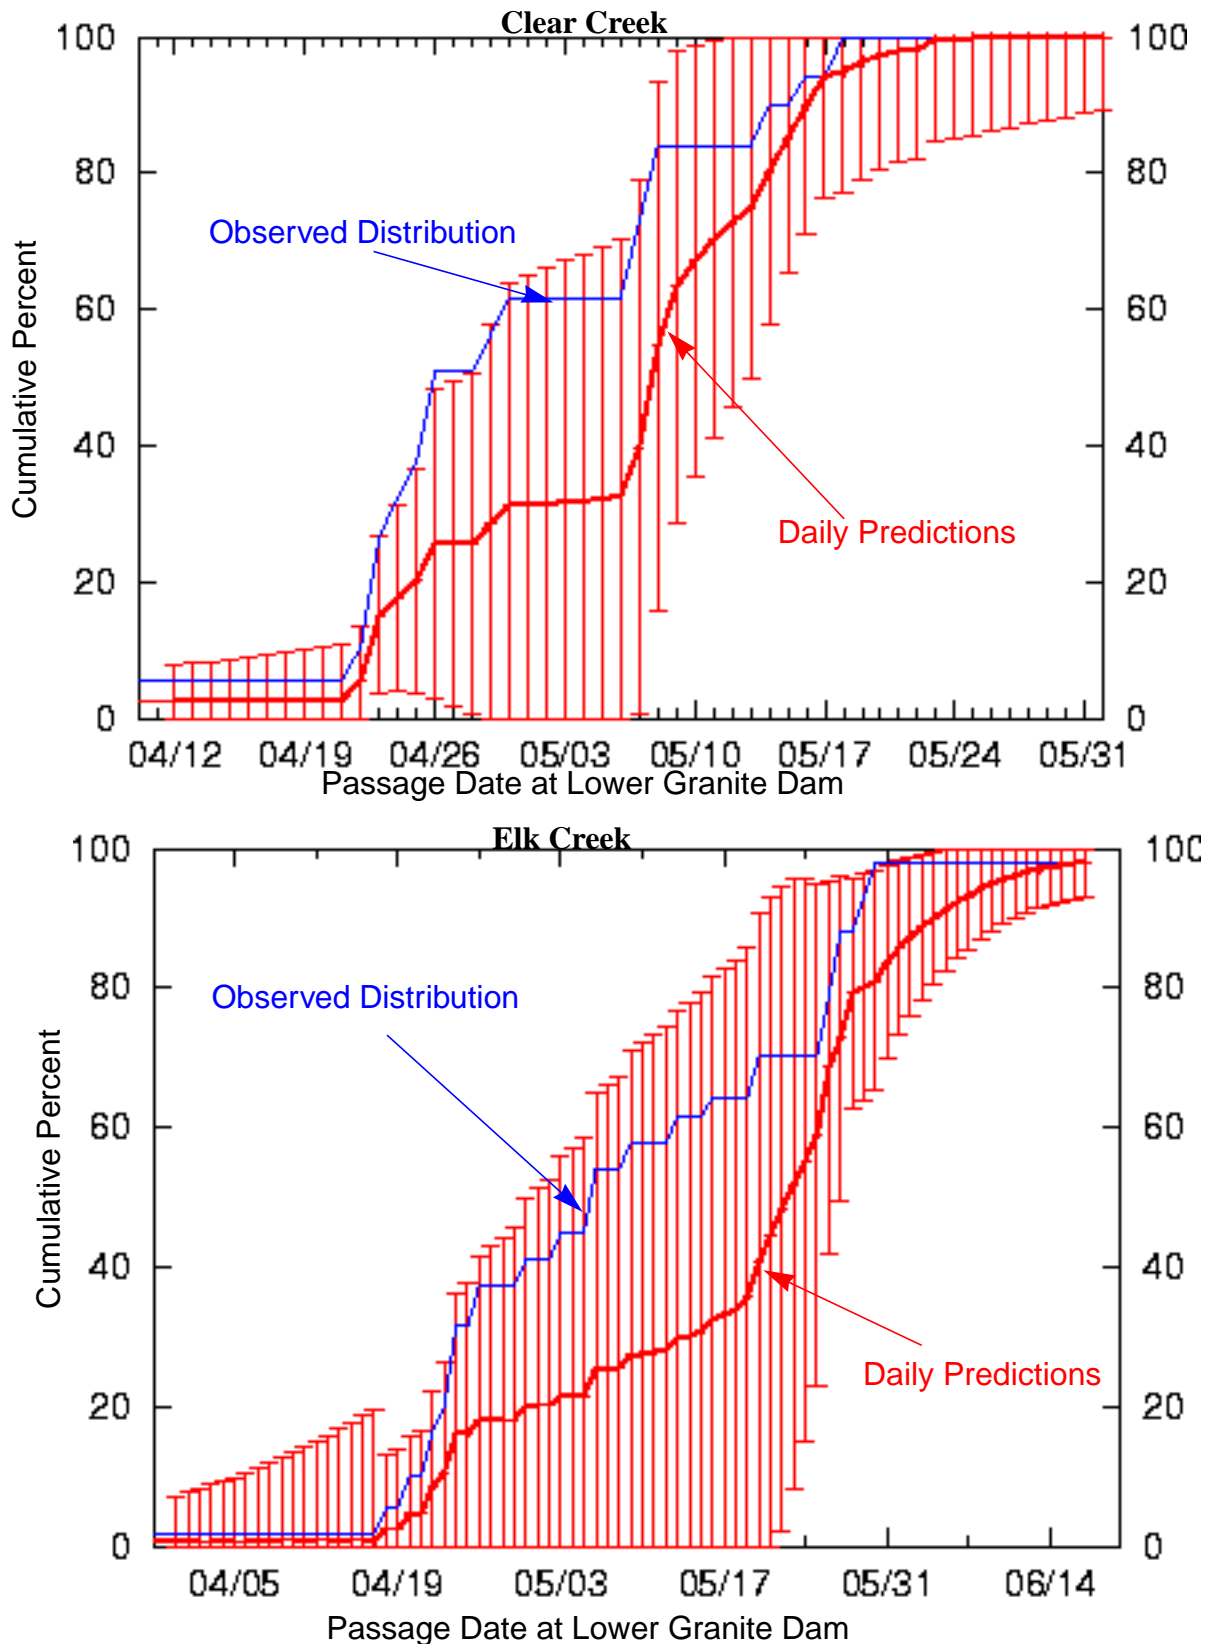 Clear Creek
100 100
80 80
Observed Distribution
60 60
Cumulative Percent
40 40
Daily Predictions
20 20
0 0
04/12 04/19 04/26 05/03 05/10 05/17 05/24 05/31
Passage Date at Lower Granite Dam
Elk Creek
100 100
80 80
Observed Distribution
60 60
Cumulative Percent
40 40
Daily Predictions
20 20
0 0
04/05 04/19 05/03 05/17 05/31 06/14
Passage Date at Lower Granite Dam